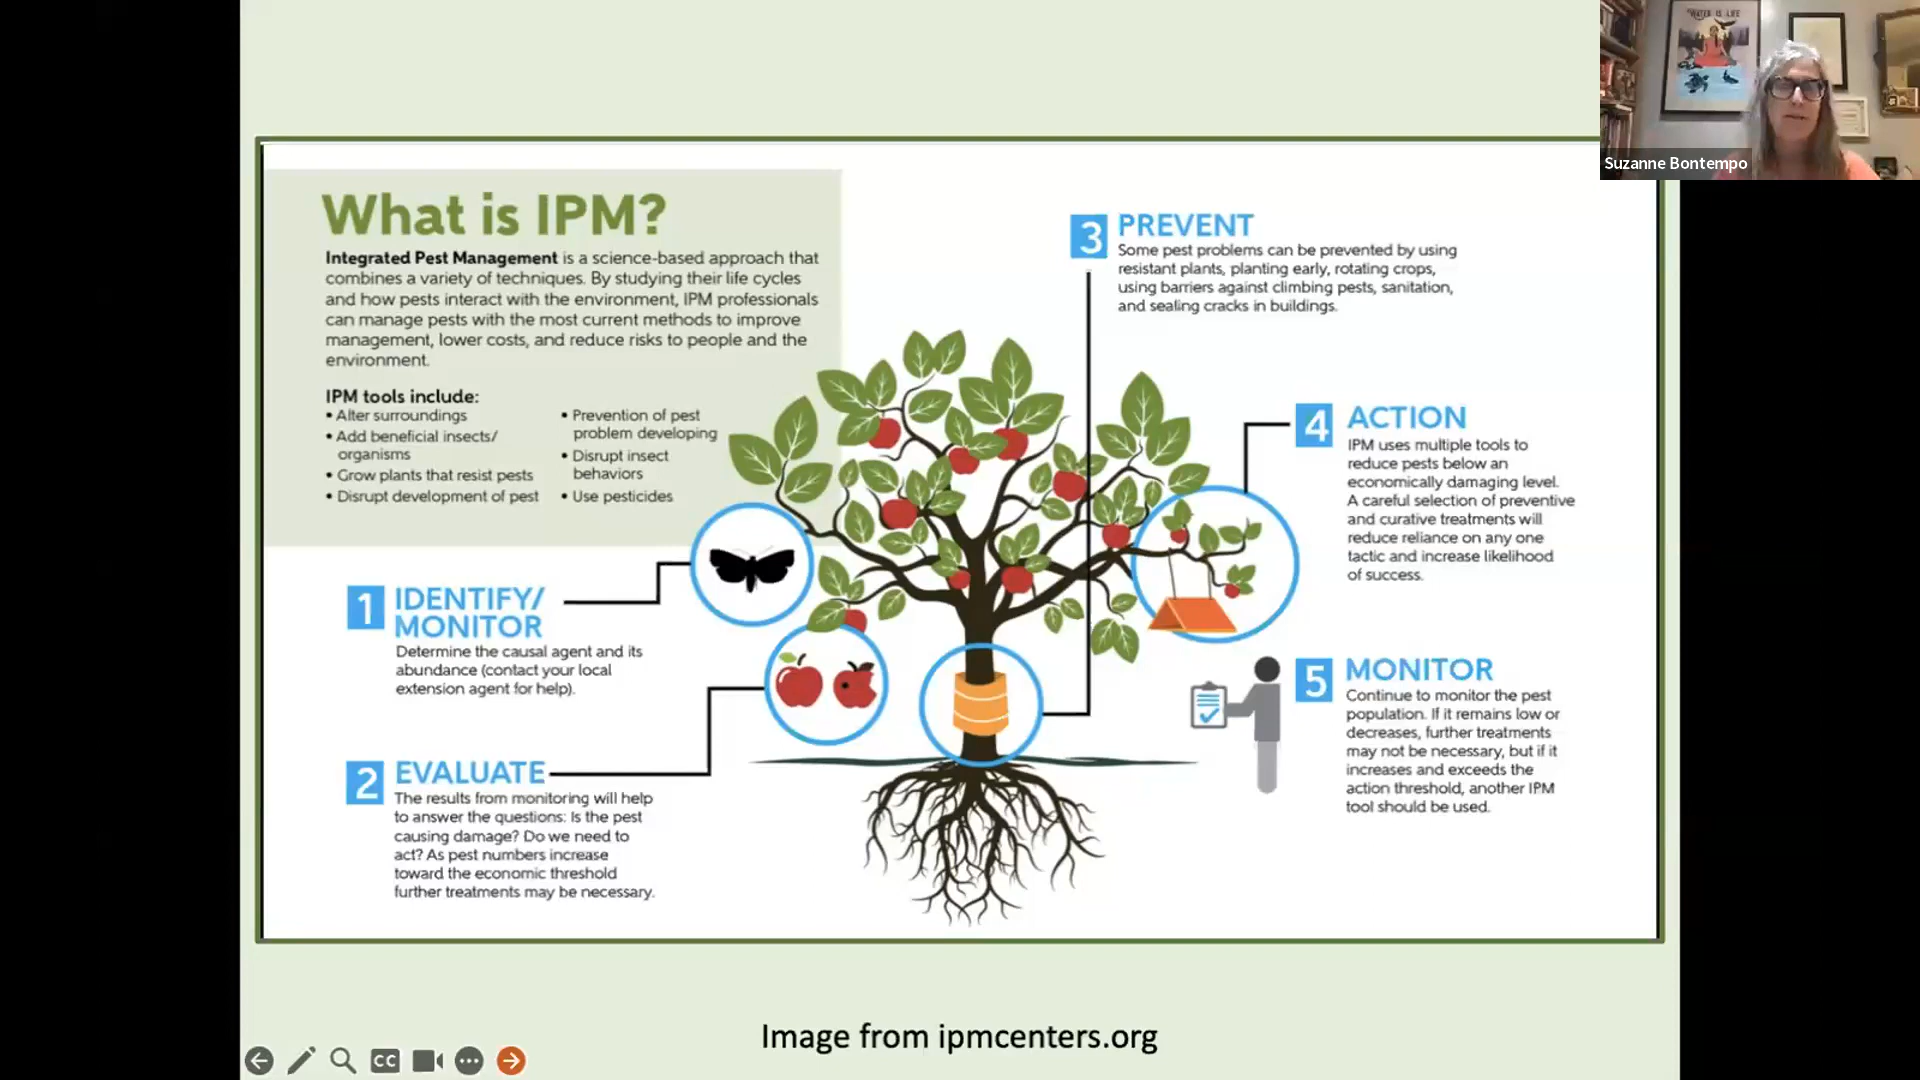 WATER IS LIFE
Suzanne Bontempo
What is IPM?
Integrated Pest Management is a science-based approach that
combines a variety of techniques. By studying their life cycles
and how pests interact with the environment, IPM professionals
can manage pests with the most current methods to improve
management, lower costs, and reduce risks to people and the
environment.
IPM tools include:
• Alter surroundings
• Add beneficial insects/
organisms
• Grow plants that resist pests
• Disrupt development of pest
• Prevention of pest
problem developing
• Disrupt insect
behaviors
• Use pesticides
1 IDENTIFY/
MONITOR
Determine the causal agent and its
abundance (contact your local
extension agent for help).
2 EVALUATE
The results from monitoring will help
to answer the questions: Is the pest
causing damage? Do we need to
act? As pest numbers increase
toward the economic threshold
further treatments may be necessary.
3 PREVENT
Some pest problems can be prevented by using
resistant plants, planting early, rotating crops,
using barriers against climbing pests, sanitation,
and sealing cracks in buildings.
4 ACTION
IPM uses multiple tools to
reduce pests below an
economically damaging level.
A careful selection of preventive
and curative treatments will
reduce reliance on any one
tactic and increase likelihood
of success.
5 MONITOR
Continue to monitor the pest
population. If it remains low or
decreases, further treatments
may not be necessary, but if it
increases and exceeds the
action threshold, another IPM
tool should be used.
Image from ipmcenters.org
CC